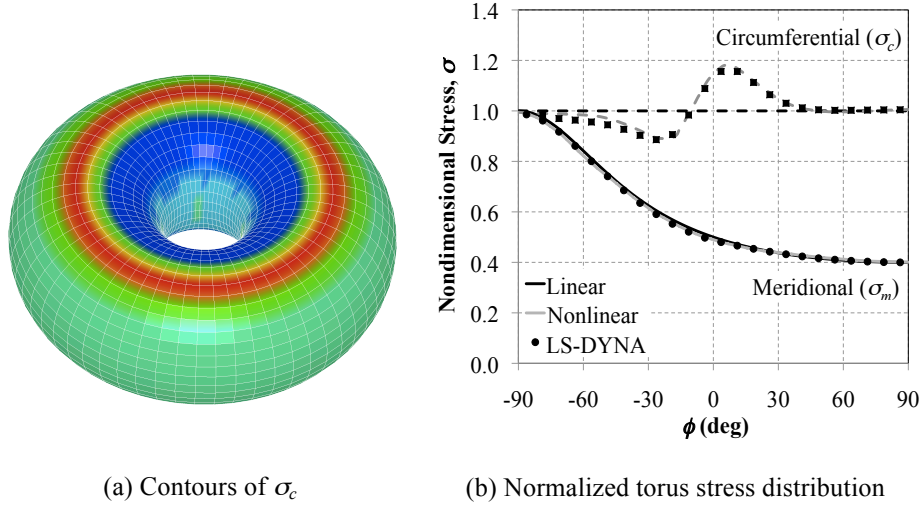 1.4
1.2
1.0
0.8
0.6
0.4
0.2
0.0
Nondimensional Stress, σ
Circumferential (σc)
Meridional (σm)
Linear
Nonlinear
LS-DYNA
-90 -60 -30 0 30 60 90
ϕ (deg)
(a) Contours of σc
(b) Normalized torus stress distribution